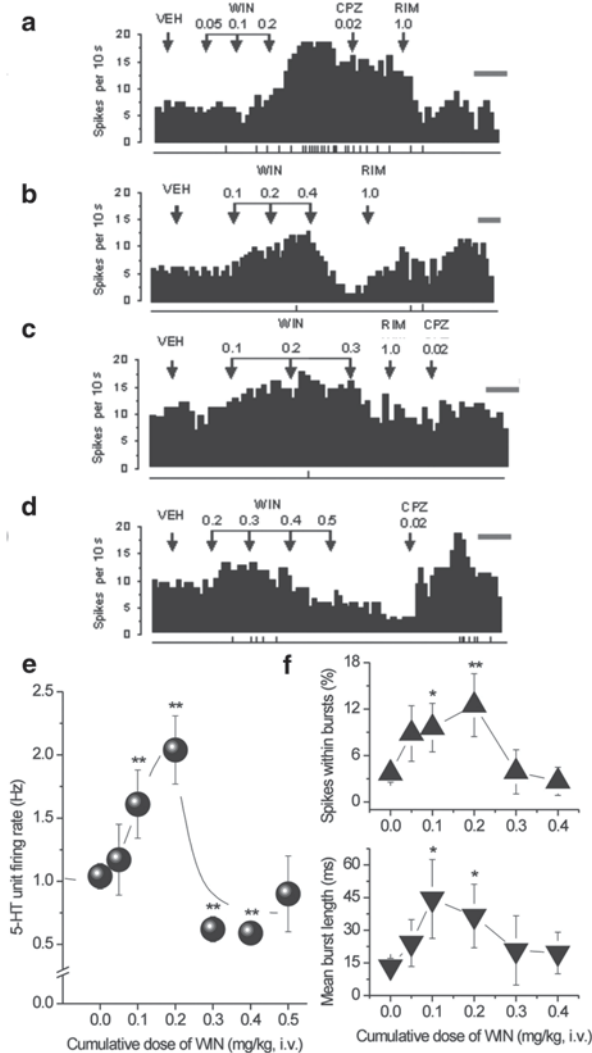 a
VEH
WIN
0.05 0.1 0.2
CPZ
0.02
RIM
1.0
20
15
10
5
0
Spikes per 10 s
b
VEH
WIN
0.1 0.2 0.4
RIM
1.0
20
15
10
5
0
Spikes per 10 s
c
VEH
WIN
0.1 0.2 0.3
RIM
1.0
CPZ
0.02
20
15
10
5
0
Spikes per 10 s
d
VEH
WIN
0.2 0.3 0.4 0.5
CPZ
0.02
20
15
10
5
0
Spikes per 10 s
e
2.5
2.0
1.5
1.0
0.5
0.0
5-HT unit firing rate (Hz)
** ** ** **
0.0 0.1 0.2 0.3 0.4 0.5
Cumulative dose of WIN (mg/kg, i.v.)
f
18
12
6
0
Spikes within bursts (%)
* **
0.0 0.1 0.2 0.3 0.4
60
45
30
15
0
Mean burst length (ms)
* *
0.0 0.1 0.2 0.3 0.4
Cumulative dose of WIN (mg/kg, i.v.)